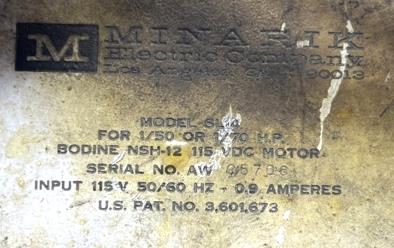 M MINARIK
Electric Company
Los Angeles 90013
MODEL
FOR 1/50 OR 1/70 H.P.
BODINE NSH-12 115 VDC MOTOR
SERIAL NO. AW
INPUT 115 V 50/60 HZ - 0.9 AMPERES
U.S. PAT. NO. 3,601,673